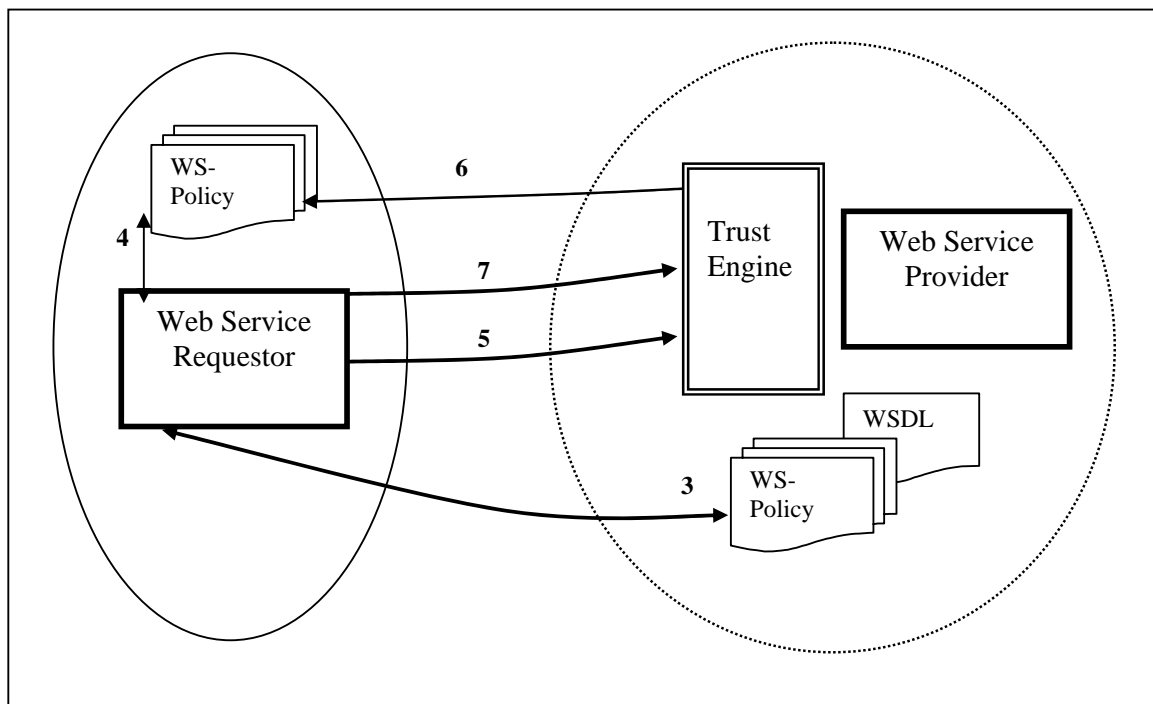 WS-
Policy
6
4
Trust
Engine
Web Service
Provider
7
Web Service
Requestor
5
WSDL
3
WS-
Policy